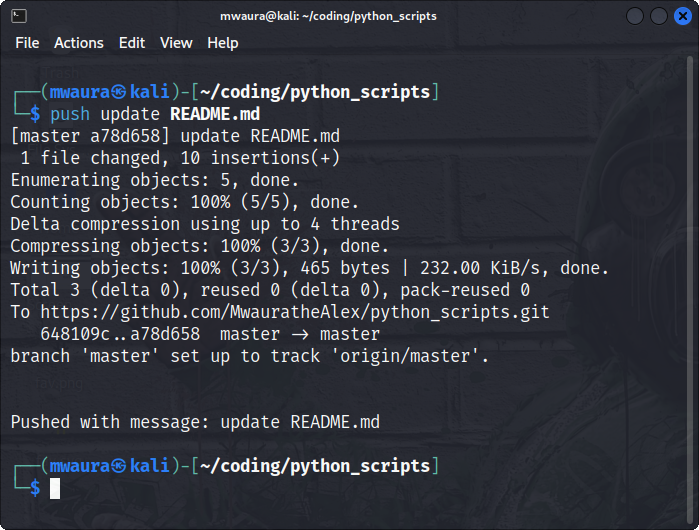 mwaura@kali: ~/coding/python_scripts
File Actions Edit View Help
┌──(mwaura㉿kali)-[~/coding/python_scripts]
└─$ push update README.md
[master a78d658] update README.md
 1 file changed, 10 insertions(+)
Enumerating objects: 5, done.
Counting objects: 100% (5/5), done.
Delta compression using up to 4 threads
Compressing objects: 100% (3/3), done.
Writing objects: 100% (3/3), 465 bytes | 232.00 KiB/s, done.
Total 3 (delta 0), reused 0 (delta 0), pack-reused 0
To https://github.com/MwauratheAlex/python_scripts.git
   648109c..a78d658  master -> master
branch 'master' set up to track 'origin/master'.
Pushed with message: update README.md
┌──(mwaura㉿kali)-[~/coding/python_scripts]
└─$